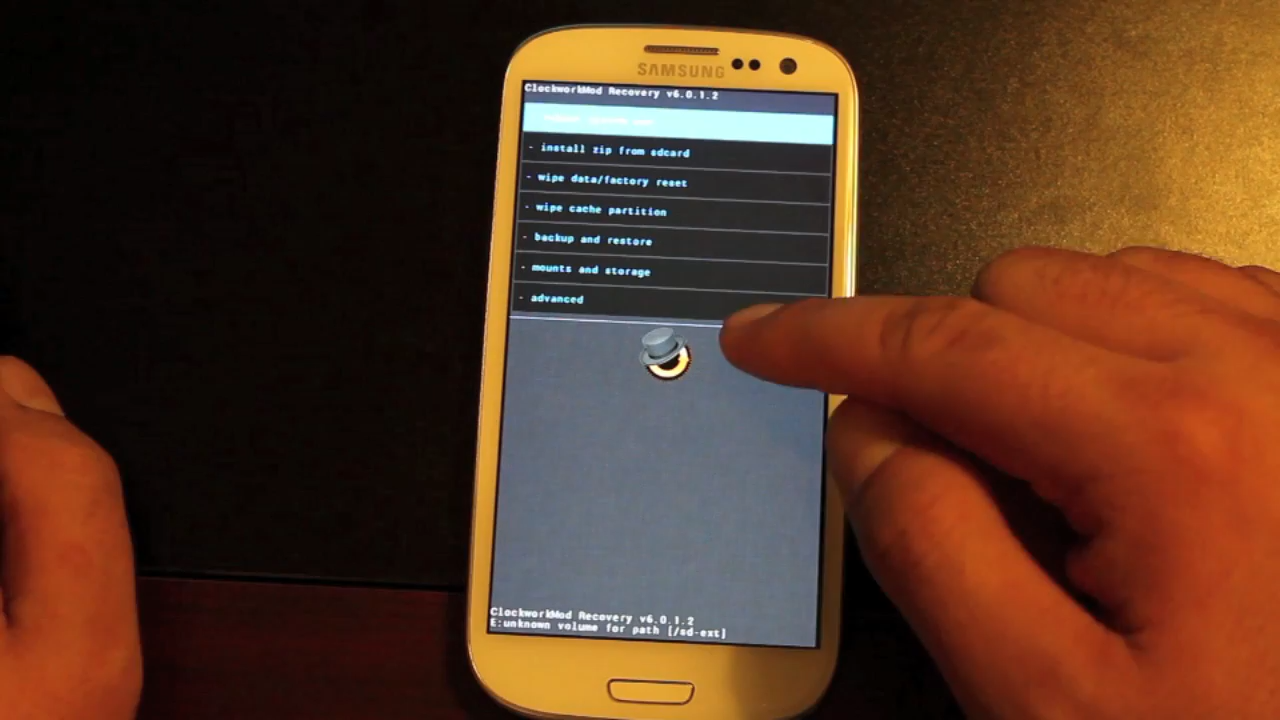 SAMSUNG
ClockworkMod Recovery v6.0.1.2
- install zip from sdcard
- wipe data/factory reset
- wipe cache partition
- backup and restore
- mounts and storage
- advanced
ClockworkMod Recovery v6.0.1.2
E:unknown volume for path [/sd-ext]